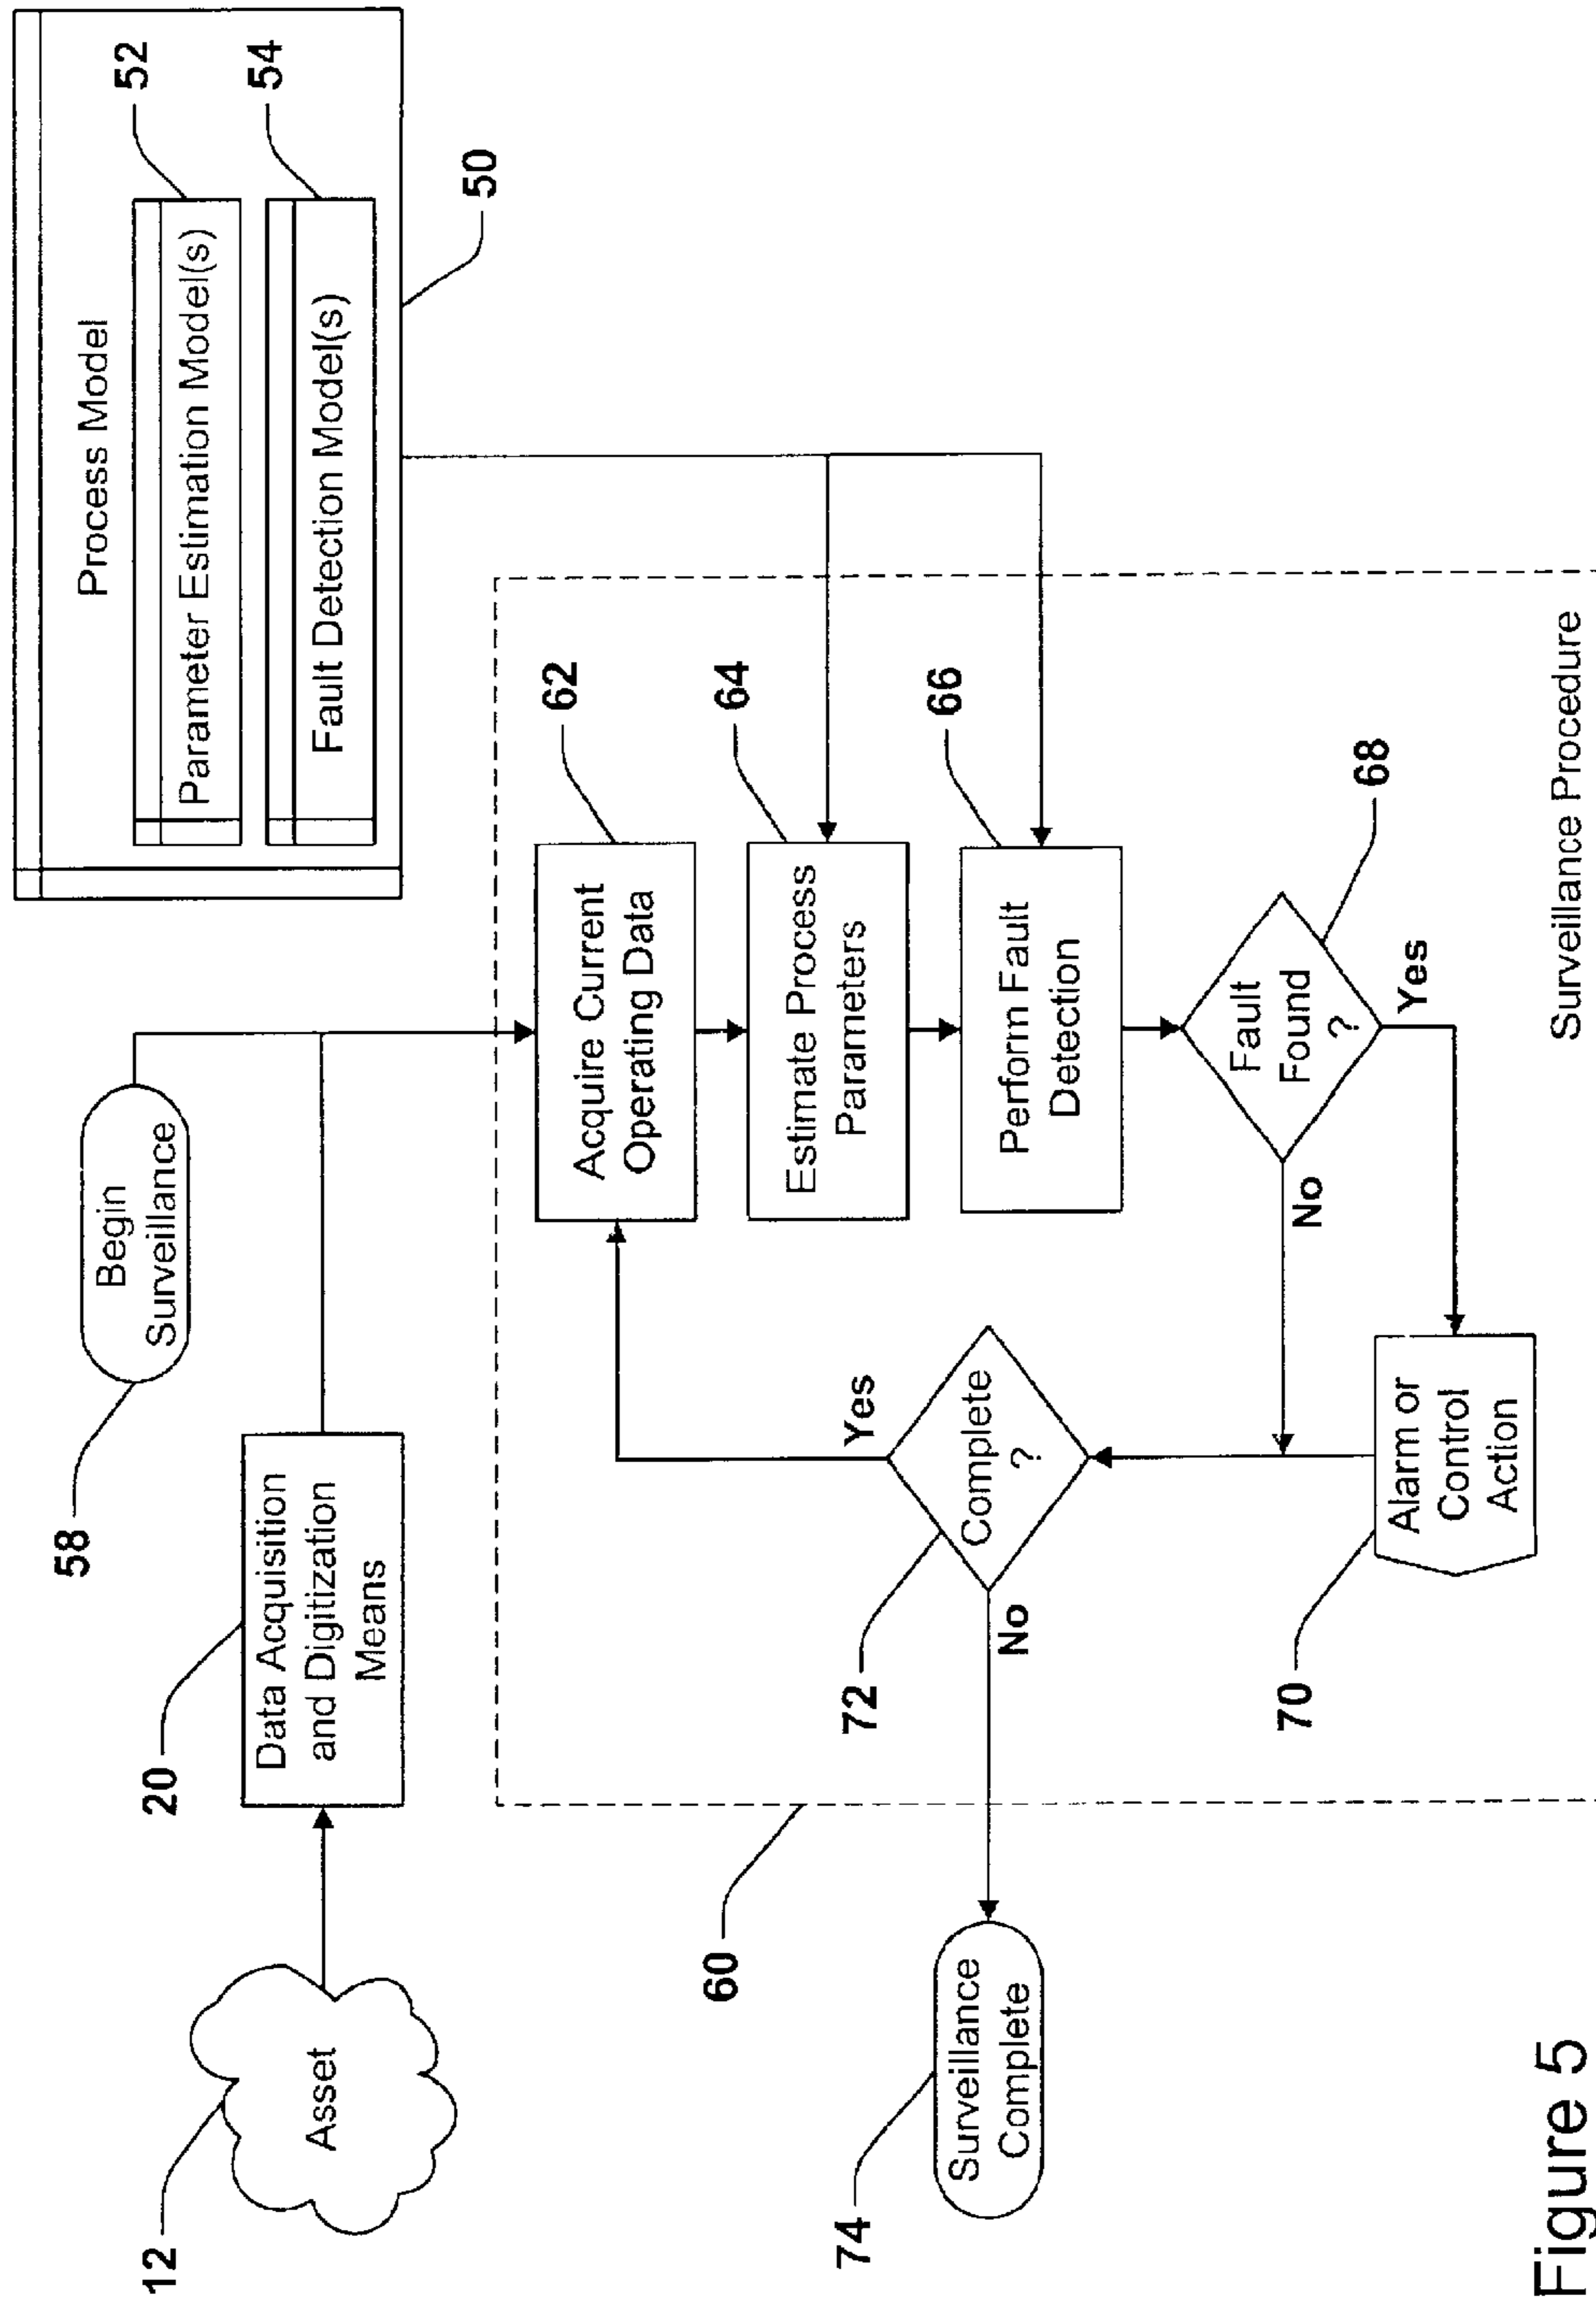 Process Model
52
Parameter Estimation Model(s)
54
Fault Detection Model(s)
50
58
Begin
Surveillance
12
Asset
20
Data Acquisition
and Digitization
Means
62
Acquire Current
Operating Data
64
Estimate Process
Parameters
66
Perform Fault
Detection
68
Fault
Found
?
Yes
No
70
Alarm or
Control
Action
72
Complete
?
Yes
No
60
74
Surveillance
Complete
Surveillance Procedure
Figure 5